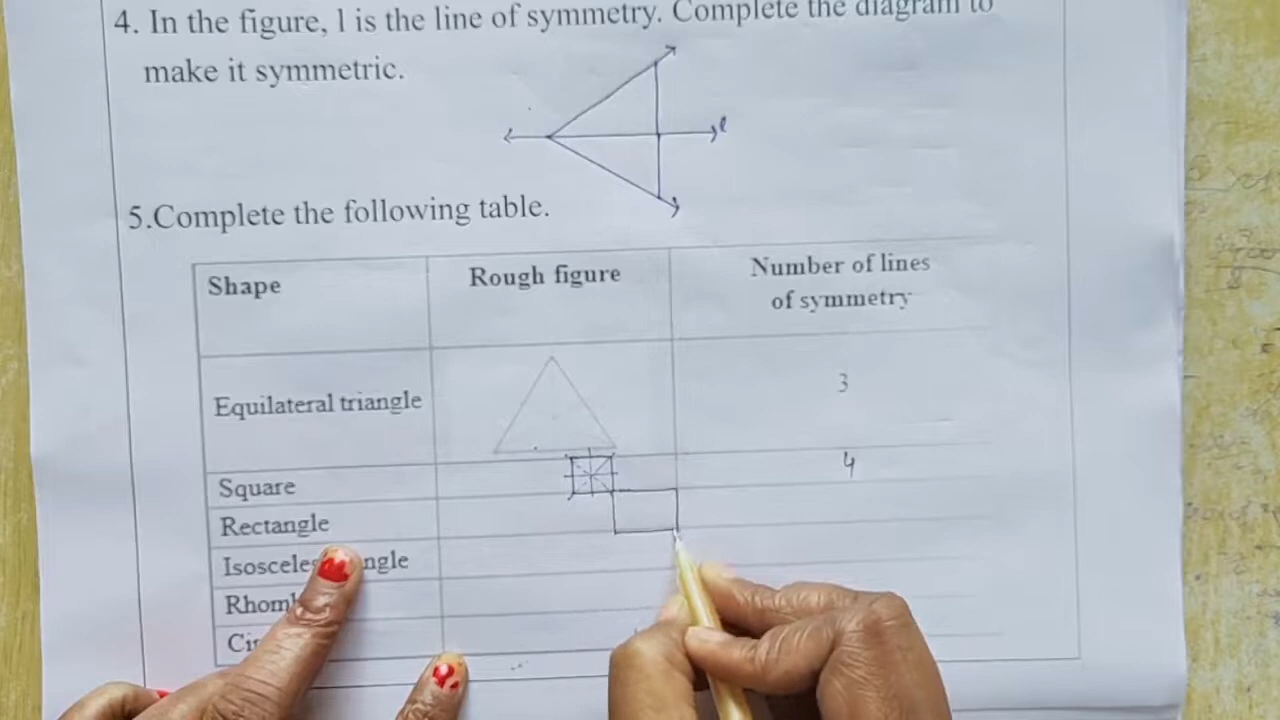 4. In the figure, l is the line of symmetry. Complete the diagram to
make it symmetric.
l
5.Complete the following table.
Shape
Rough figure
Number of lines
of symmetry
Equilateral triangle
3
Square
4
Rectangle